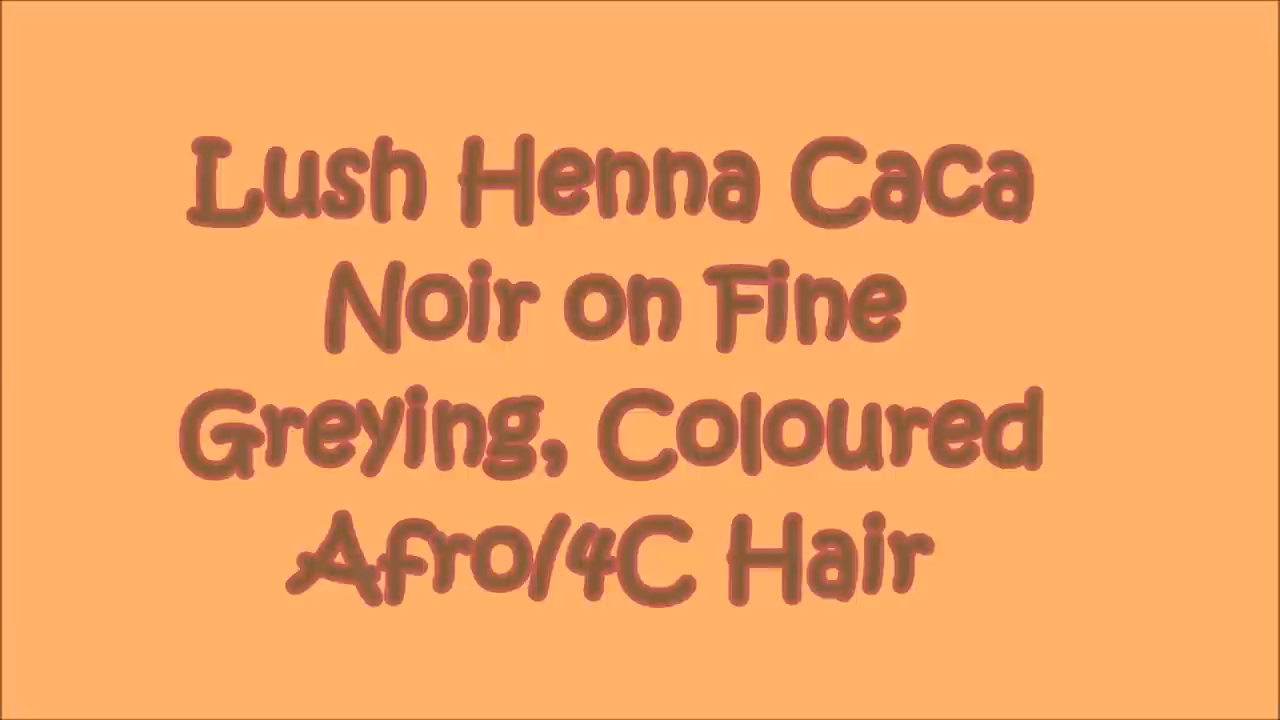 Lush Henna Caca
Noir on Fine
Greying, Coloured
Afro/4C Hair